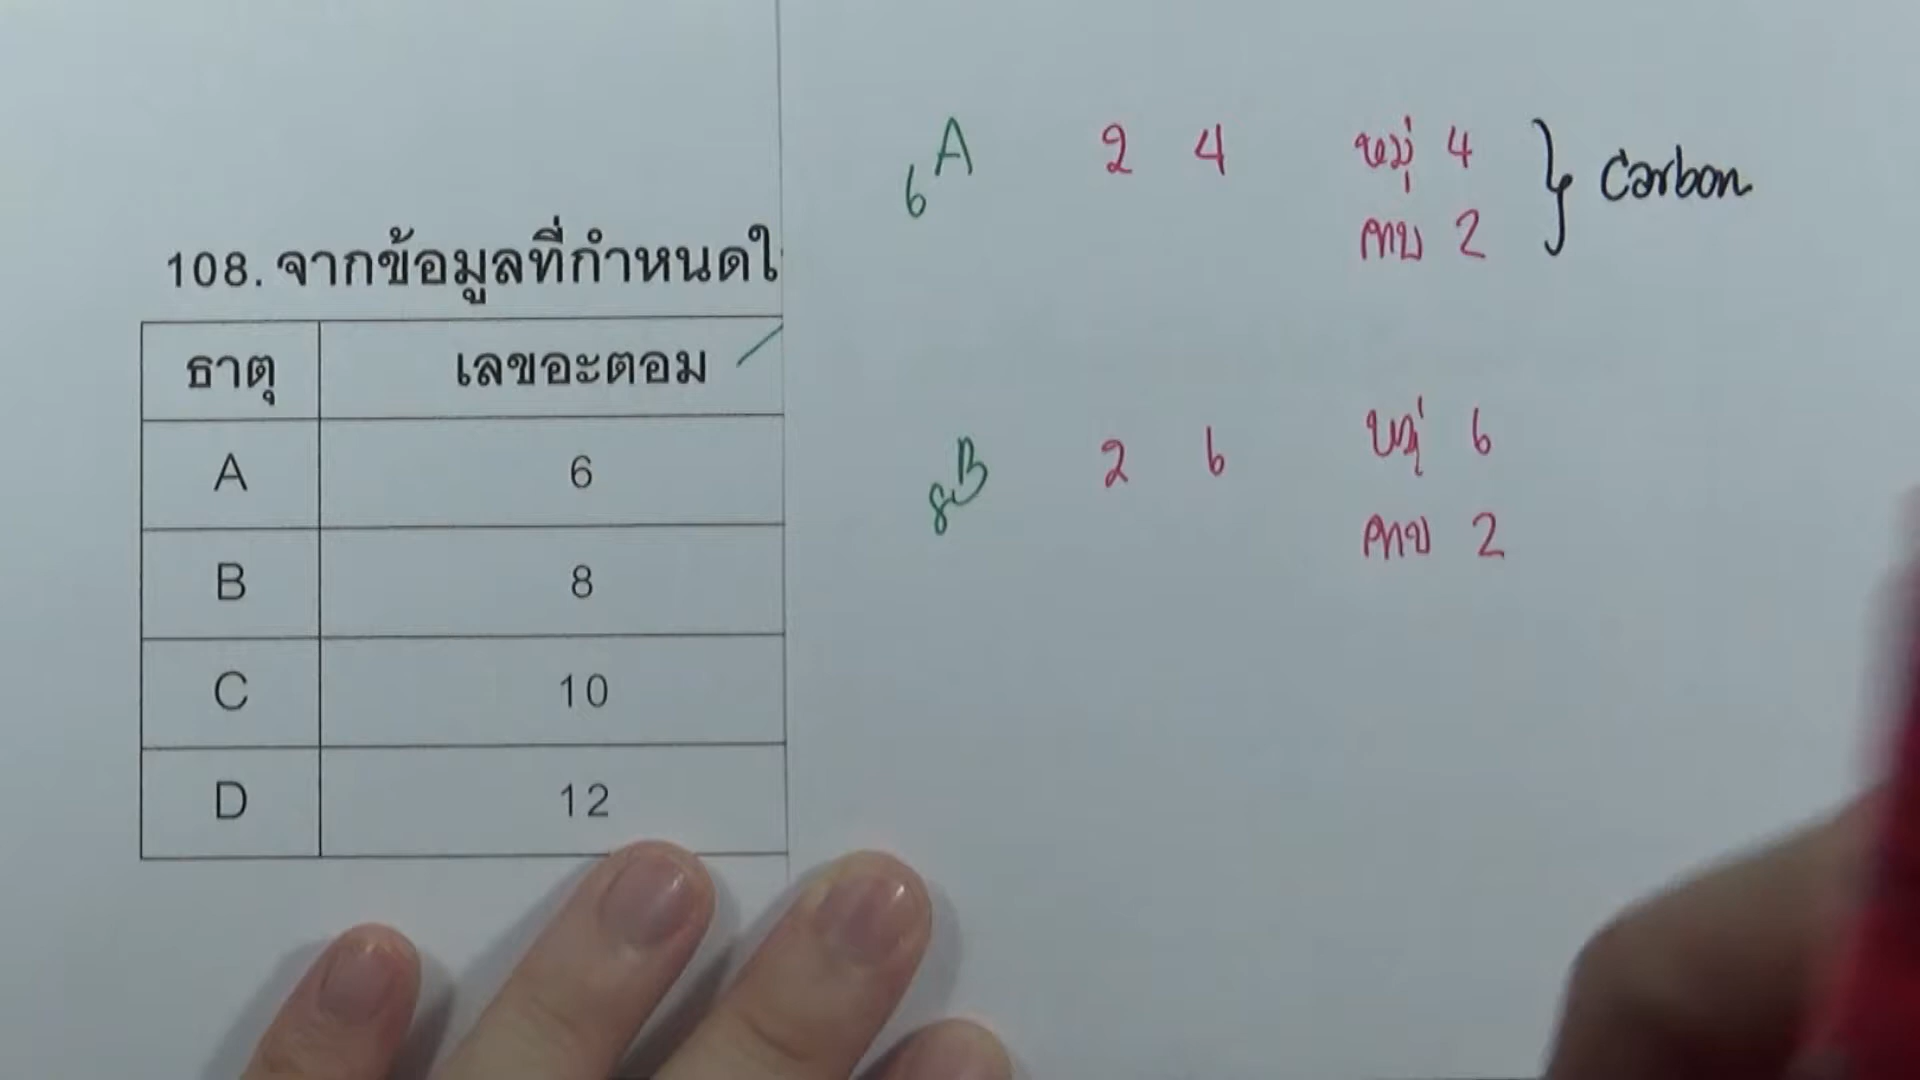 108. จากข้อมูลที่กำหนดใ
ธาตุ เลขอะตอม
A 6
B 8
C 10
D 12
6A 2 4 หมู่ 4
คาบ 2
Carbon
8B 2 6 หมู่ 6
คาบ 2